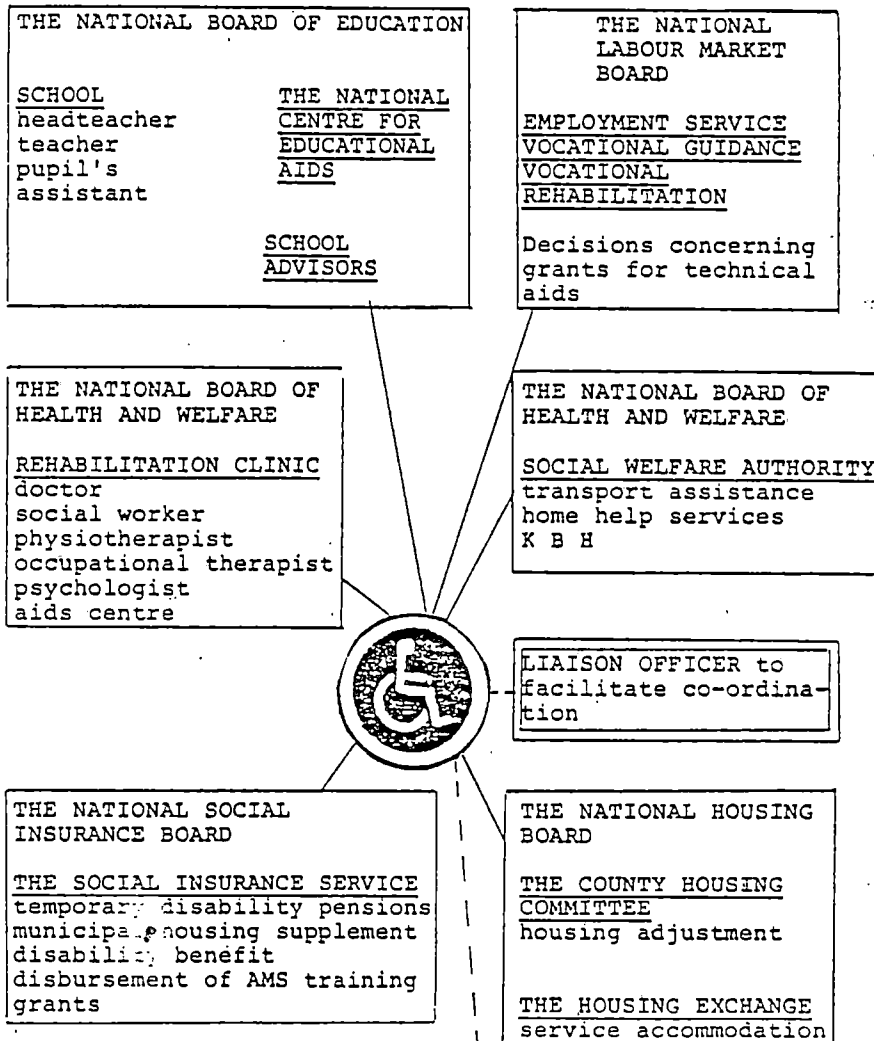 THE NATIONAL BOARD OF EDUCATION
SCHOOL
headteacher
teacher
pupil's
assistant
THE NATIONAL
CENTRE FOR
EDUCATIONAL
AIDS
SCHOOL
ADVISORS
THE NATIONAL
LABOUR MARKET
BOARD
EMPLOYMENT SERVICE
VOCATIONAL GUIDANCE
VOCATIONAL
REHABILITATION
Decisions concerning
grants for technical
aids
THE NATIONAL BOARD OF
HEALTH AND WELFARE
REHABILITATION CLINIC
doctor
social worker
physiotherapist
occupational therapist
psychologist
aids centre
THE NATIONAL BOARD OF
HEALTH AND WELFARE
SOCIAL WELFARE AUTHORITY
transport assistance
home help services
K B H
LIAISON OFFICER to
facilitate co-ordina-
tion
THE NATIONAL SOCIAL
INSURANCE BOARD
THE SOCIAL INSURANCE SERVICE
temporary disability pensions
municipal housing supplement
disability benefit
disbursement of AMS training
grants
THE NATIONAL HOUSING
BOARD
THE COUNTY HOUSING
COMMITTEE
housing adjustment
THE HOUSING EXCHANGE
service accommodation